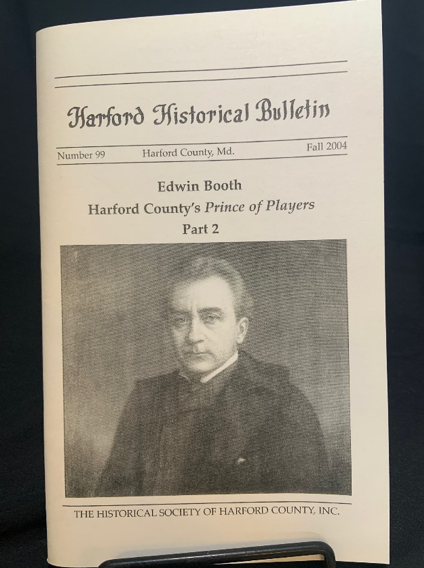 Harford Historical Bulletin
Number 99 Harford County, Md. Fall 2004
Edwin Booth
Harford County's Prince of Players
Part 2
THE HISTORICAL SOCIETY OF HARFORD COUNTY, INC.